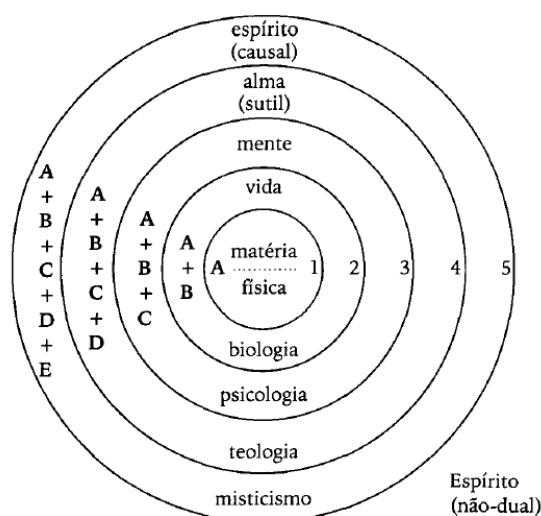 espírito
(causal)
alma
(sutil)
mente
vida
A
+
B
+
C
+
D
+
E
A
+
B
+
C
+
D
A
+
B
+
C
A
+
B
A
matéria
física
1
2
3
4
5
biologia
psicologia
teologia
misticismo
Espírito
(não-dual)